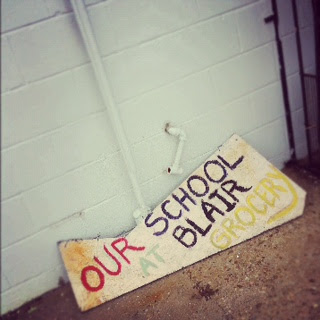 OUR SCHOOL
AT BLAIR
GROCERY